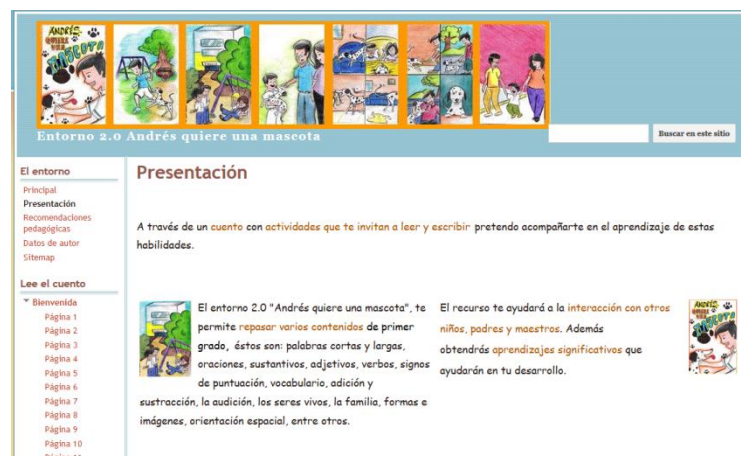 ANDRÉS
QUIERE UNA
MASCOTA
Entorno 2.0 Andrés quiere una mascota
Buscar en este sitio
El entorno
Principal
Presentación
Recomendaciones
pedagógicas
Datos de autor
Sitemap
Lee el cuento
Bienvenida
Página 1
Página 2
Página 3
Página 4
Página 5
Página 6
Página 7
Página 8
Página 9
Página 10
Presentación
A través de un cuento con actividades que te invitan a leer y escribir pretendo acompañarte en el aprendizaje de estas
habilidades.
El entorno 2.0 "Andrés quiere una mascota", te
permite repasar varios contenidos de primer
grado, éstos son: palabras cortas y largas,
oraciones, sustantivos, adjetivos, verbos, signos
de puntuación, vocabulario, adición y
sustracción, la audición, los seres vivos, la familia, formas e
imágenes, orientación espacial, entre otros.
El recurso te ayudará a la interacción con otros
niños, padres y maestros. Además
obtendrás aprendizajes significativos que
ayudarán en tu desarrollo.
ANDRÉS
QUIERE UNA
MASCOTA